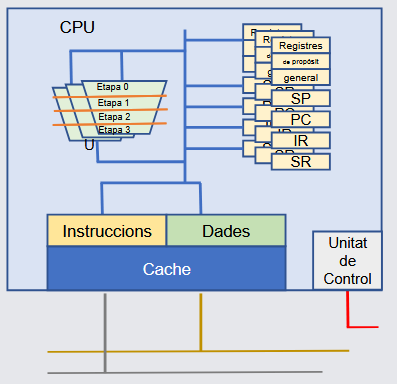 CPU
Etapa 0
Etapa 1
Etapa 2
Etapa 3
U
Registres
de propòsit
general
SP
PC
IR
SR
Instruccions
Dades
Cache
Unitat
de
Control